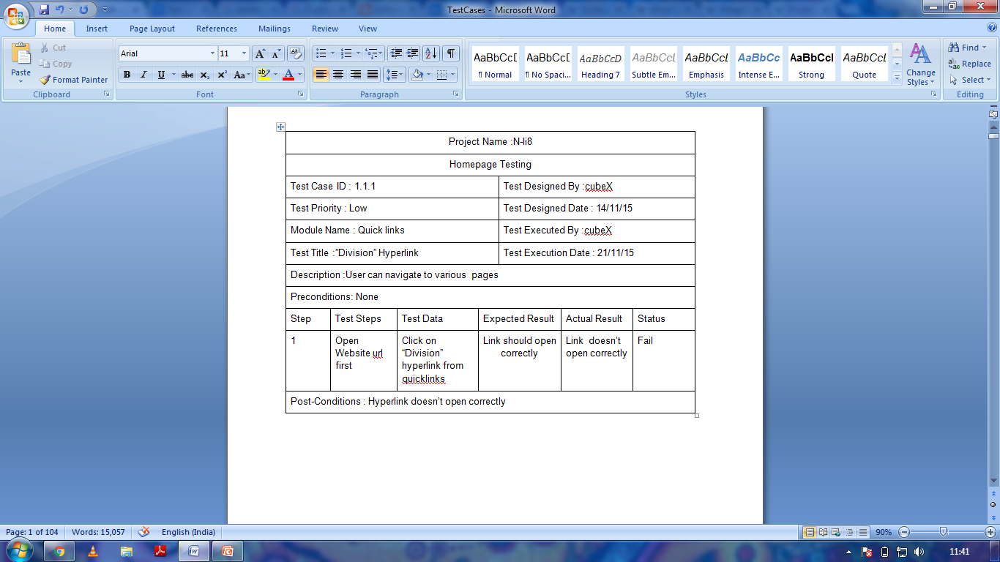 TestCases - Microsoft Word
Home Insert Page Layout References Mailings Review View
Paste
Cut
Copy
Format Painter
Clipboard
Arial 11
Font
Paragraph
AaBbCcD AaBbCcD AaBbCcD AaBbCcL AaBbCcL AaBbCc AaBbCcI AaBbCcL
¶ Normal ¶ No Spaci... Heading 7 Subtle Em... Emphasis Intense E... Strong Quote
Change Styles
Styles
Find
Replace
Select
Editing
Project Name :N-li8
Homepage Testing
Test Case ID : 1.1.1 Test Designed By :cubeX
Test Priority : Low Test Designed Date : 14/11/15
Module Name : Quick links Test Executed By :cubeX
Test Title :”Division” Hyperlink Test Execution Date : 21/11/15
Description :User can navigate to various pages
Preconditions: None
Step Test Steps Test Data Expected Result Actual Result Status
1
Open
Website url
first
Click on
“Division”
hyperlink from
quicklinks
Link should open
correctly
Link doesn’t
open correctly
Fail
Post-Conditions : Hyperlink doesn’t open correctly
Page: 1 of 104 Words: 15,057 English (India) 90%
11:41